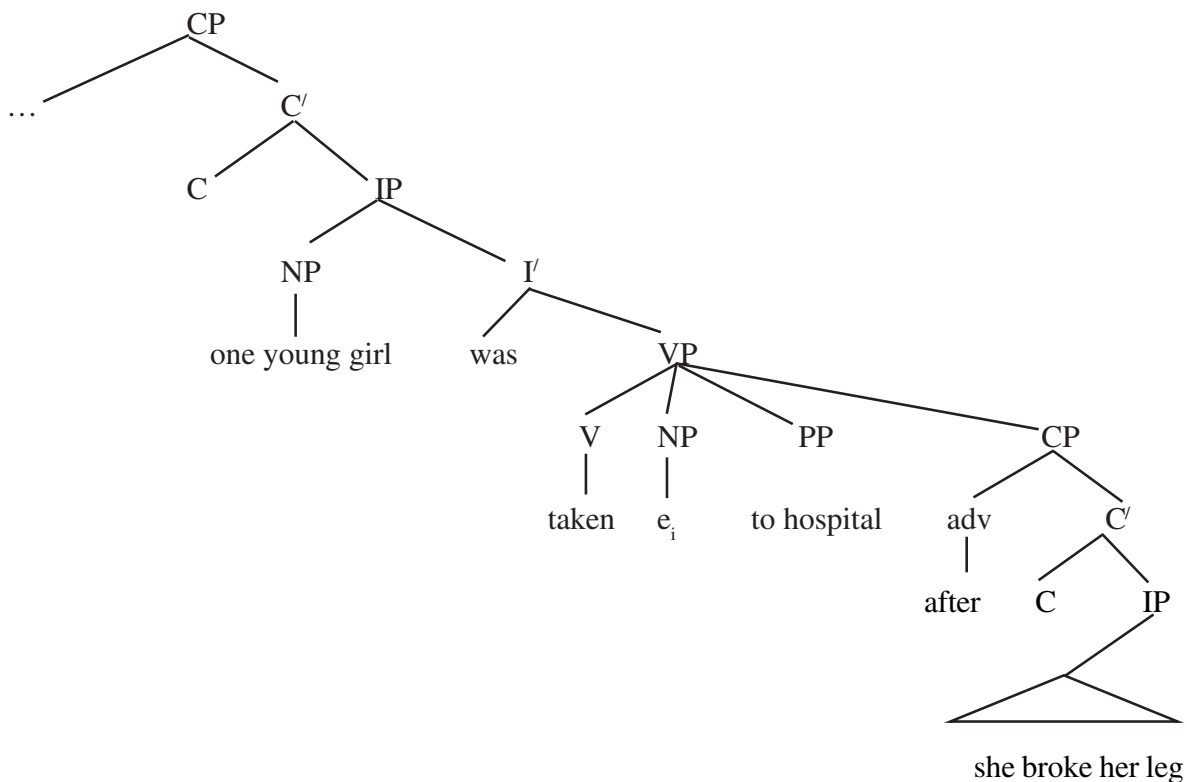 CP
…
C′
C IP
NP I′
one young girl was VP
V NP PP CP
taken eᵢ to hospital adv C′
after C IP
she broke her leg